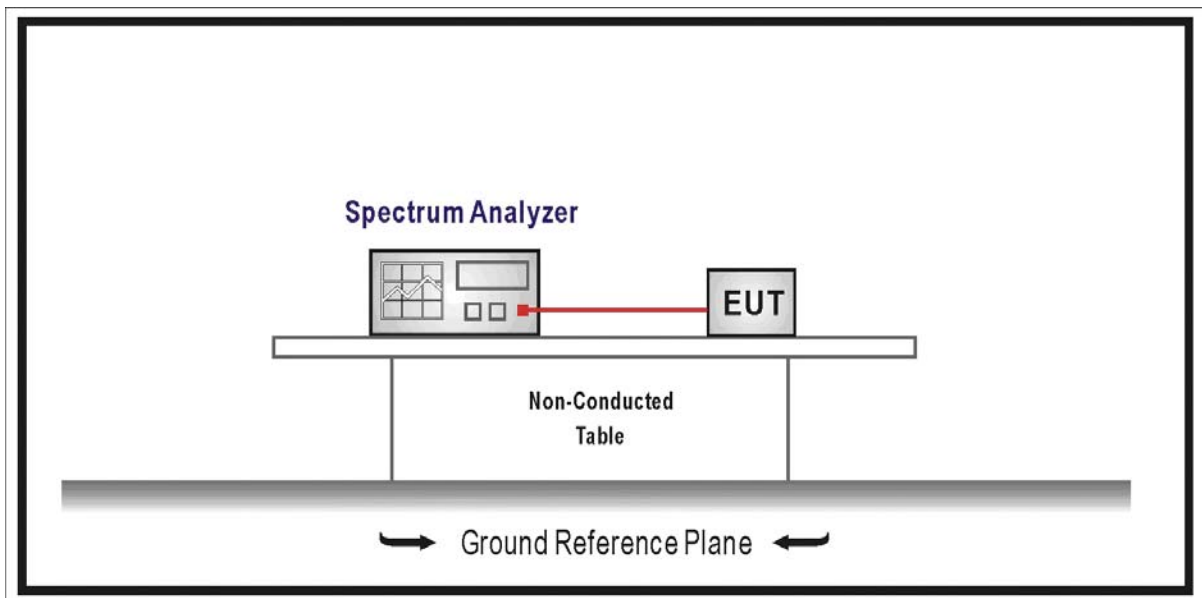 Spectrum Analyzer
EUT
Non-Conducted
Table
Ground Reference Plane